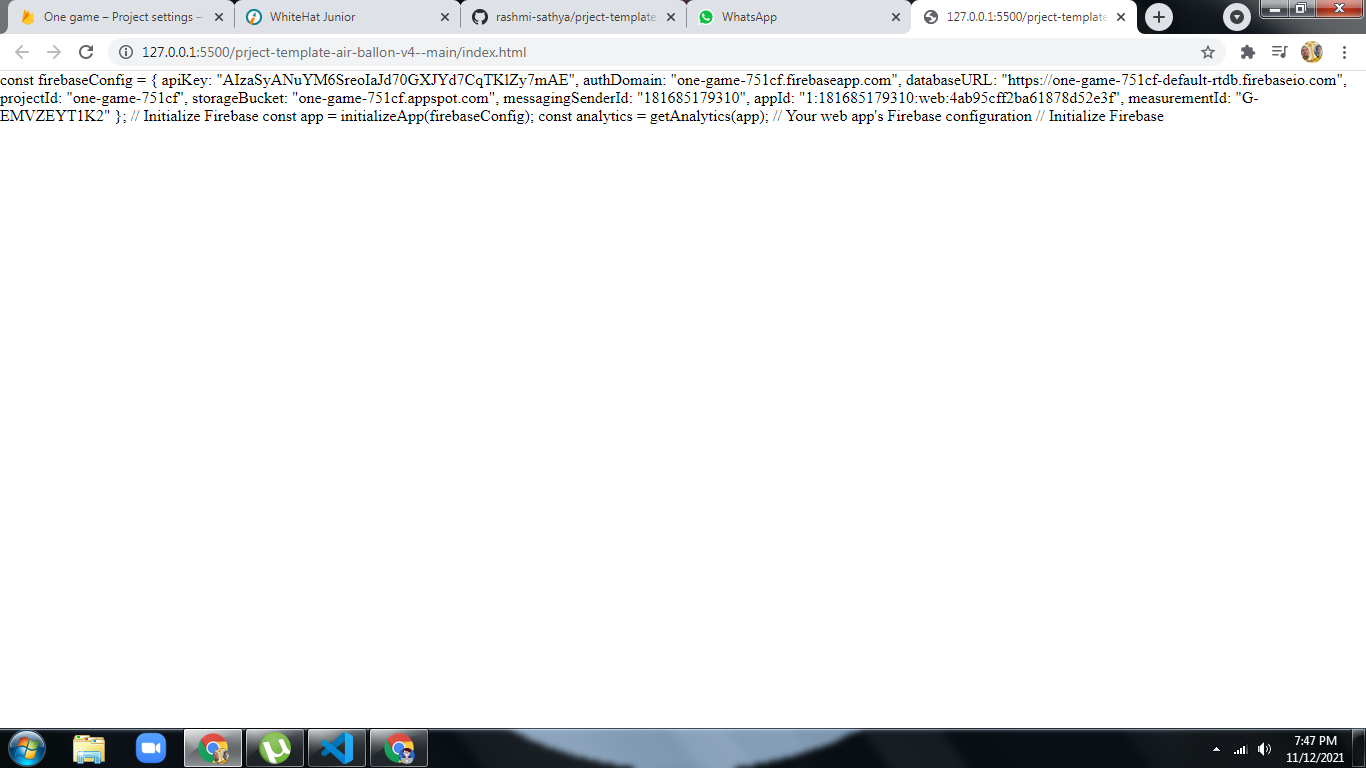 One game – Project settings –
WhiteHat Junior
rashmi-sathya/prject-template
WhatsApp
127.0.0.1:5500/prject-template
127.0.0.1:5500/prject-template-air-ballon-v4--main/index.html
const firebaseConfig = { apiKey: "AIzaSyANuYM6SreoIaJd70GXJYd7CqTKlZy7mAE", authDomain: "one-game-751cf.firebaseapp.com", databaseURL: "https://one-game-751cf-default-rtdb.firebaseio.com",
projectId: "one-game-751cf", storageBucket: "one-game-751cf.appspot.com", messagingSenderId: "181685179310", appId: "1:181685179310:web:4ab95cff2ba61878d52e3f", measurementId: "G-
EMVZEYT1K2" }; // Initialize Firebase const app = initializeApp(firebaseConfig); const analytics = getAnalytics(app); // Your web app's Firebase configuration // Initialize Firebase
7:47 PM
11/12/2021